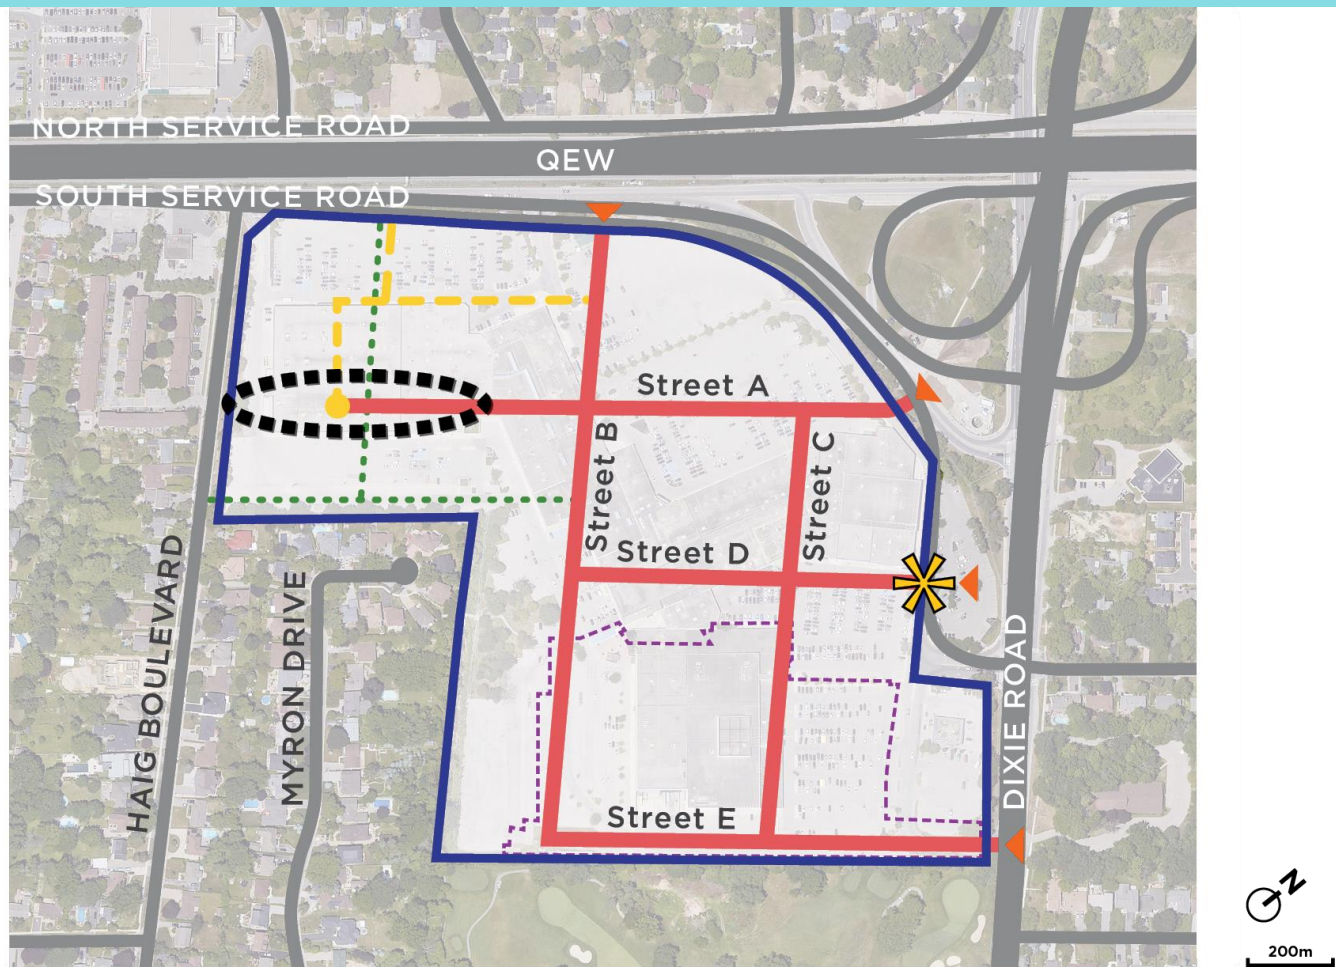 NORTH SERVICE ROAD
QEW
SOUTH SERVICE ROAD
Street A
Street B
Street C
Street D
HAIG BOULEVARD
MYRON DRIVE
DIXIE ROAD
Street E
N
200m